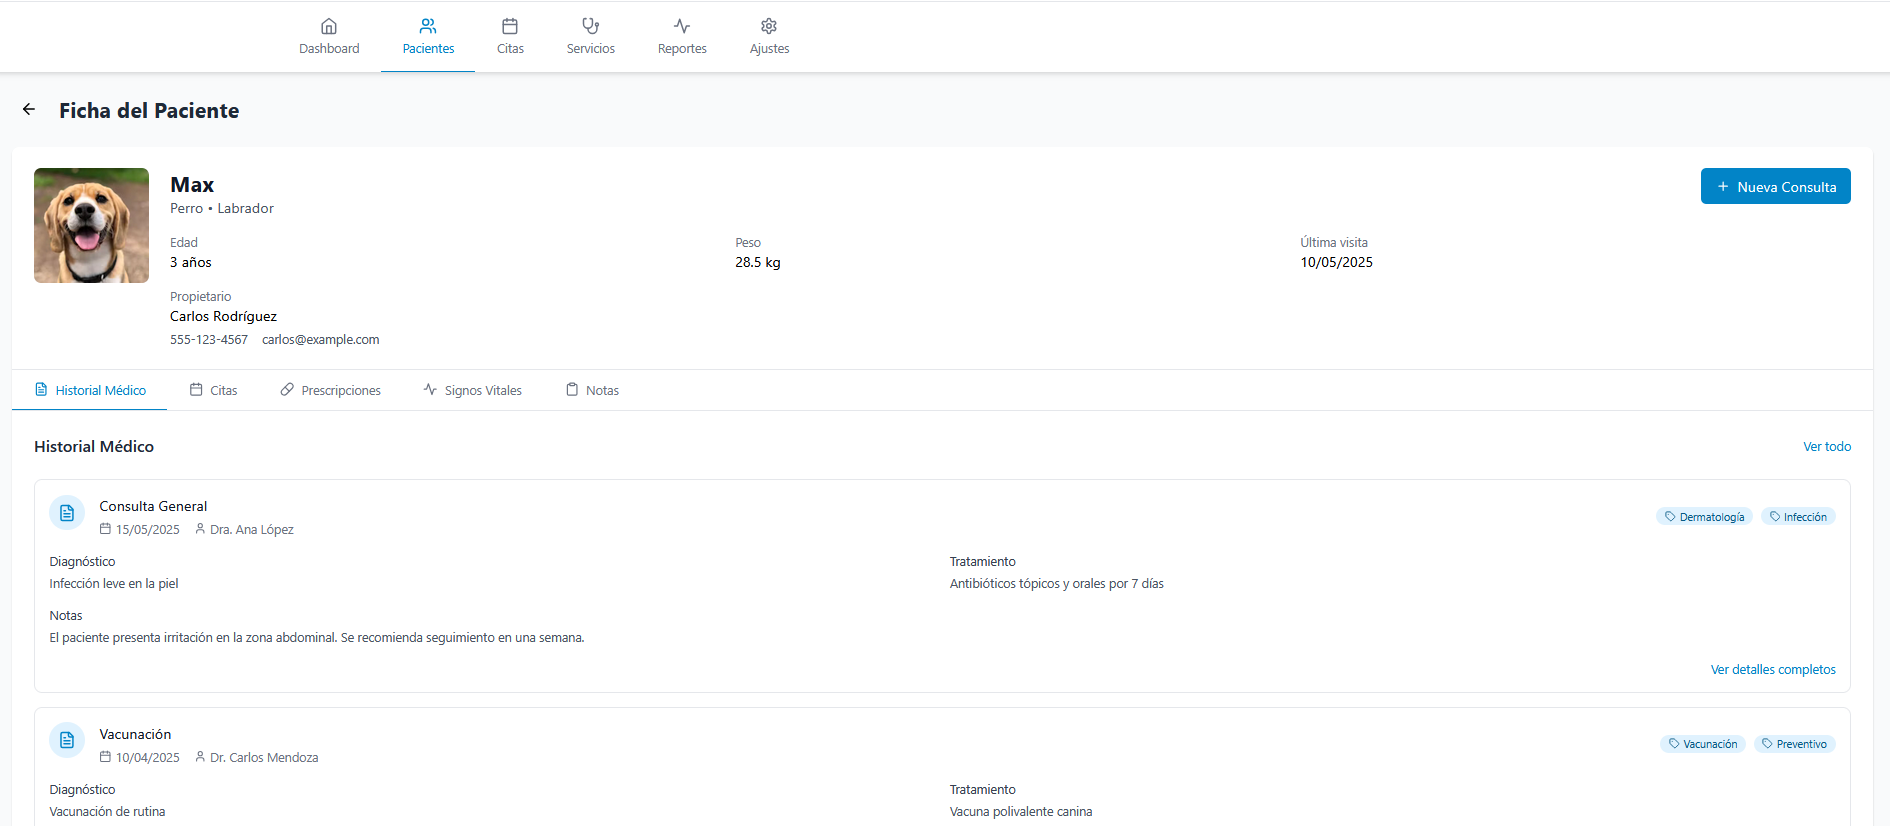 Dashboard Pacientes Citas Servicios Reportes Ajustes
Ficha del Paciente
Max
Perro • Labrador
+ Nueva Consulta
Edad Peso Última visita
3 años 28.5 kg 10/05/2025
Propietario
Carlos Rodríguez
555-123-4567 carlos@example.com
Historial Médico Citas Prescripciones Signos Vitales Notas
Historial Médico Ver todo
Consulta General
15/05/2025 Dra. Ana López
Dermatología Infección
Diagnóstico Tratamiento
Infección leve en la piel Antibióticos tópicos y orales por 7 días
Notas
El paciente presenta irritación en la zona abdominal. Se recomienda seguimiento en una semana.
Ver detalles completos
Vacunación
10/04/2025 Dr. Carlos Mendoza
Vacunación Preventivo
Diagnóstico Tratamiento
Vacunación de rutina Vacuna polivalente canina